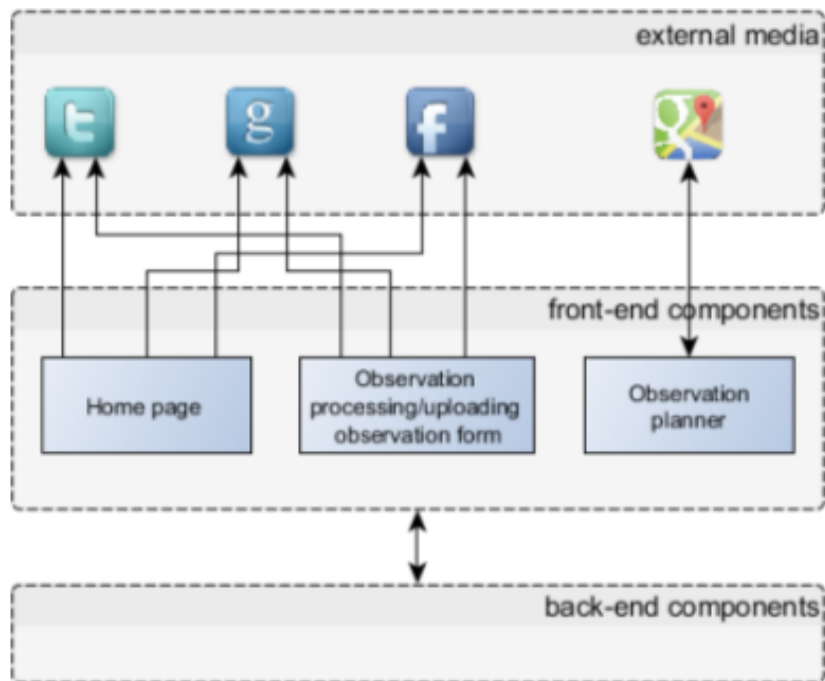 external media
t
g
f
g
front-end components
Home page
Observation
processing/uploading
observation form
Observation
planner
back-end components